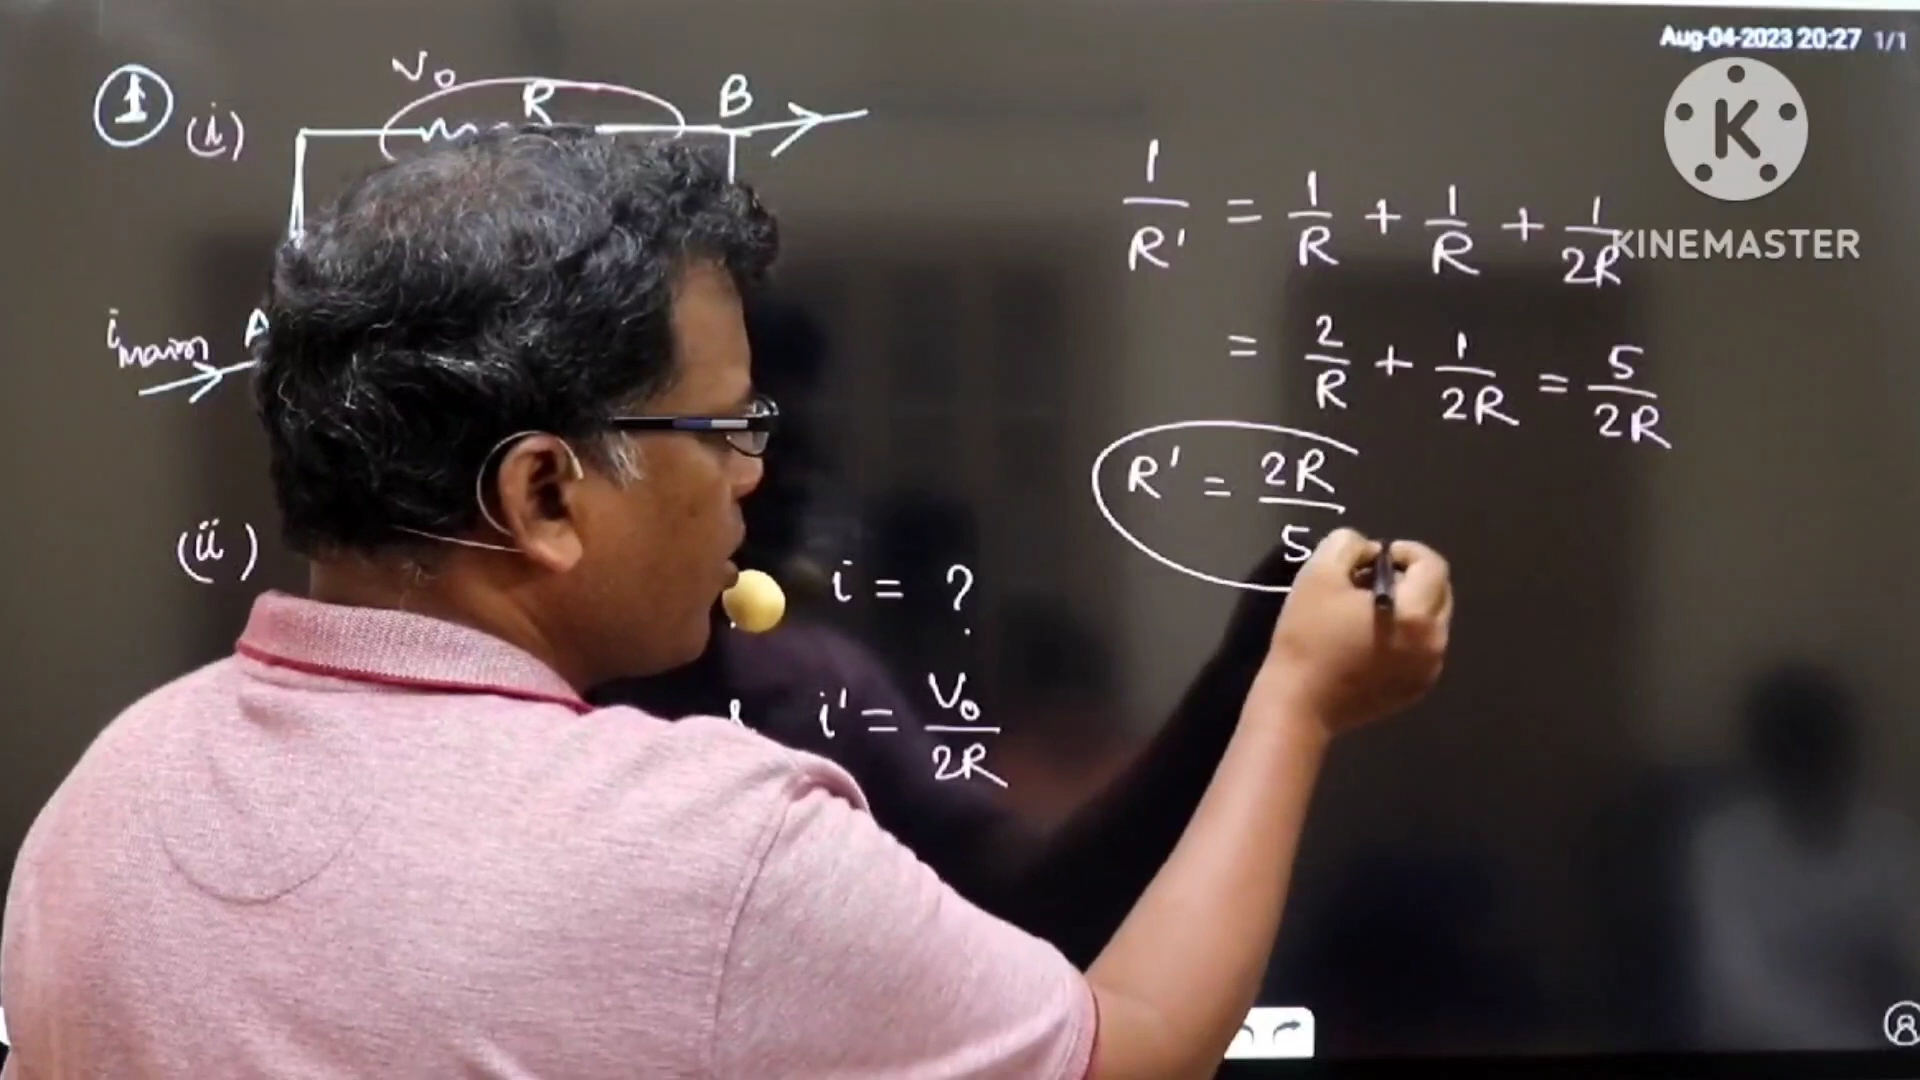 Aug-04-2023 20:27 1/1
K
KINEMASTER
1 (i)
V₀
R
B
i main A
(ii)
i = ?
i' = V₀/2R
1/R' = 1/R + 1/R + 1/2R
= 2/R + 1/2R = 5/2R
R' = 2R/5